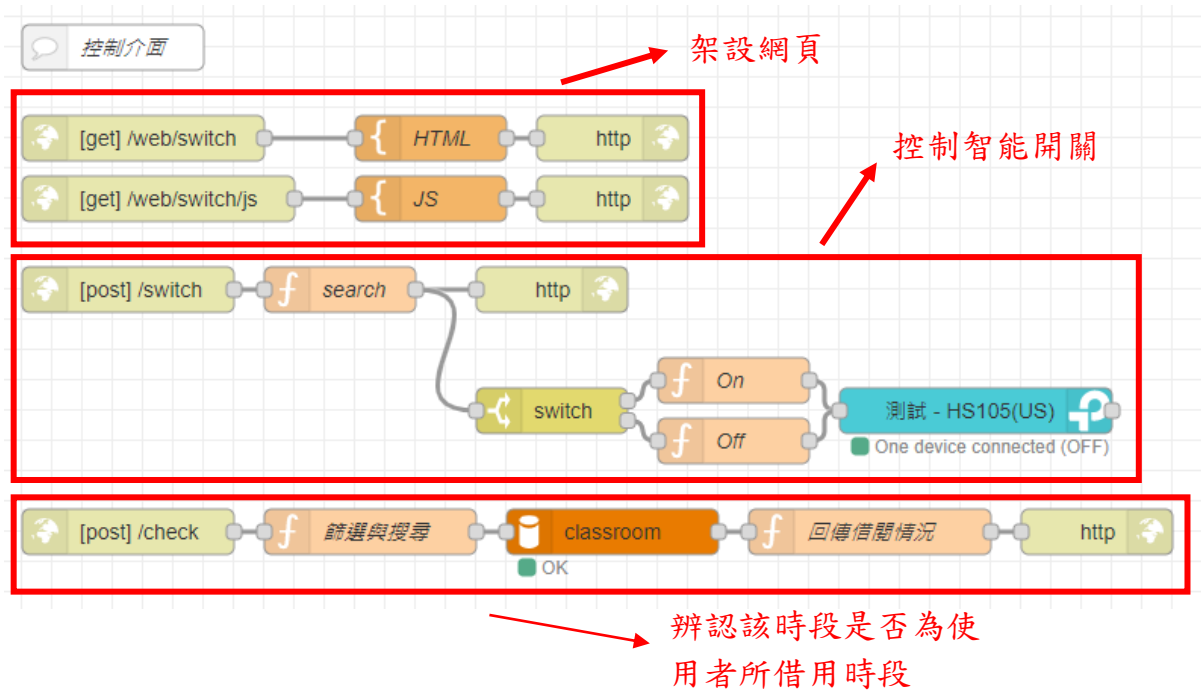 控制介面
架設網頁
[get] /web/switch
HTML
http
[get] /web/switch/js
JS
http
控制智能開關
[post] /switch
search
http
switch
On
Off
測試 - HS105(US)
One device connected (OFF)
[post] /check
篩選與搜尋
classroom
回傳借閱情況
http
OK
辨認該時段是否為使
用者所借用時段